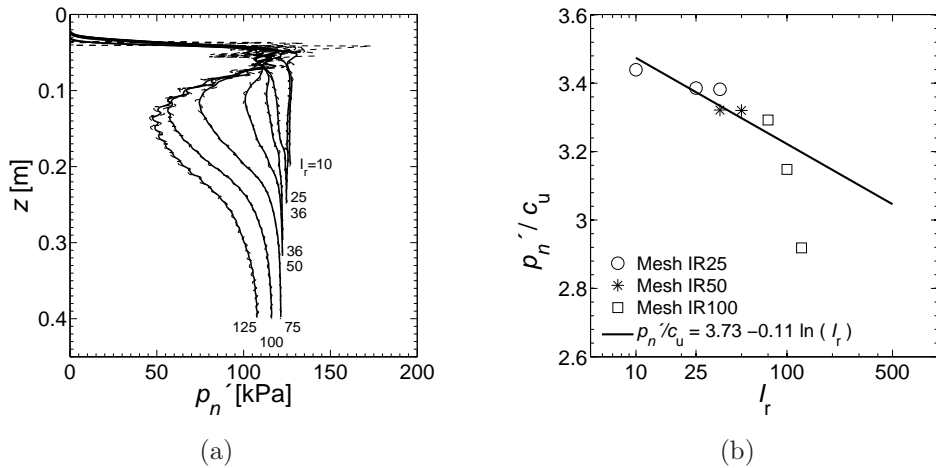 0
0.1
0.2
0.3
0.4
z [m]
I_r=10
25
36
36
50
125
75
100
0 50 100 150 200
p_n´ [kPa]
(a)
3.6
3.4
3.2
3
2.8
2.6
p_n´ / c_u
Mesh IR25
Mesh IR50
Mesh IR100
p_n´/c_u = 3.73 −0.11 ln ( I_r )
10 25 100 500
I_r
(b)